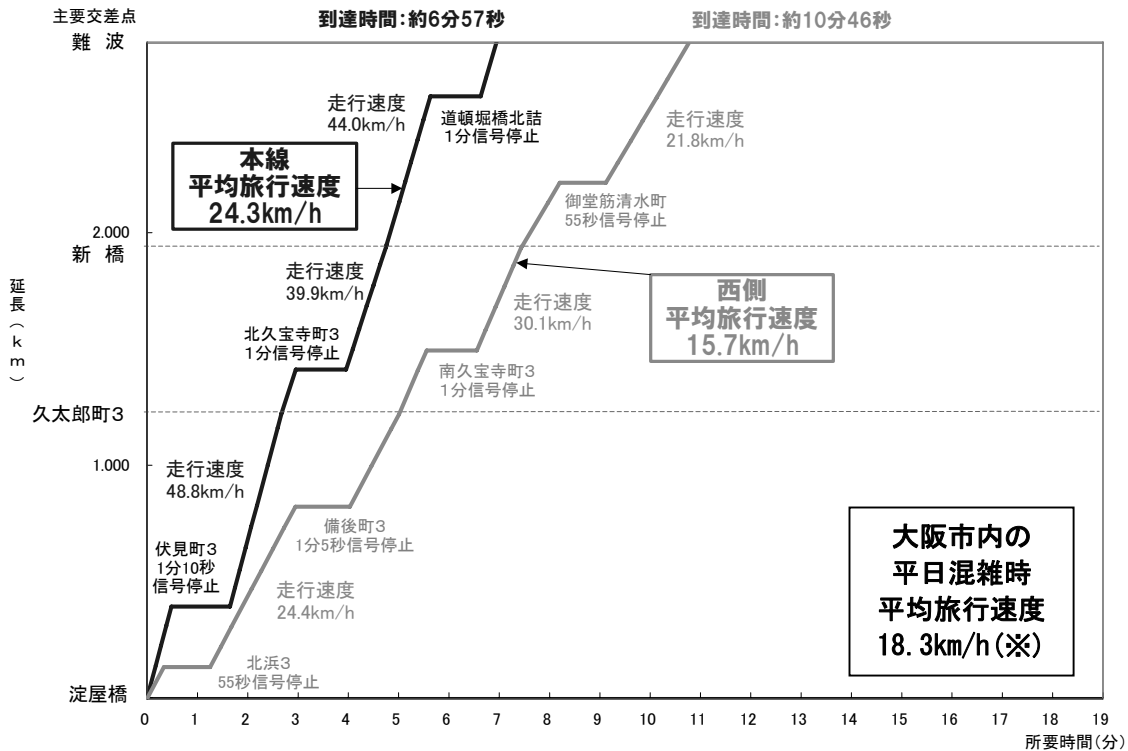 主要交差点
到達時間：約6分57秒
到達時間：約10分46秒
難 波
走行速度
44.0km/h
道頓堀橋北詰
1分信号停止
走行速度
21.8km/h
本線
平均旅行速度
24.3km/h
御堂筋清水町
55秒信号停止
2.000
新 橋
走行速度
39.9km/h
西側
平均旅行速度
15.7km/h
走行速度
30.1km/h
延長（km）
北久宝寺町3
1分信号停止
南久宝寺町3
1分信号停止
久太郎町3
1.000
走行速度
48.8km/h
備後町3
1分5秒信号停止
伏見町3
1分10秒
信号停止
走行速度
24.4km/h
大阪市内の
平日混雑時
平均旅行速度
18.3km/h(※)
北浜3
55秒信号停止
淀屋橋
0 1 2 3 4 5 6 7 8 9 10 11 12 13 14 15 16 17 18 19
所要時間(分)